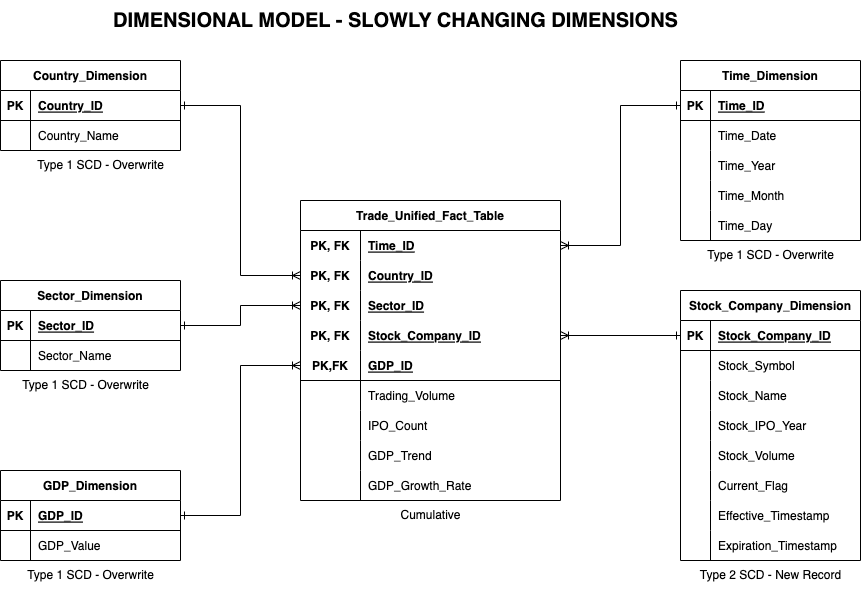 DIMENSIONAL MODEL - SLOWLY CHANGING DIMENSIONS
Country_Dimension
PK Country_ID
Country_Name
Type 1 SCD - Overwrite
Sector_Dimension
PK Sector_ID
Sector_Name
Type 1 SCD - Overwrite
GDP_Dimension
PK GDP_ID
GDP_Value
Type 1 SCD - Overwrite
Trade_Unified_Fact_Table
PK, FK Time_ID
PK, FK Country_ID
PK, FK Sector_ID
PK, FK Stock_Company_ID
PK,FK GDP_ID
Trading_Volume
IPO_Count
GDP_Trend
GDP_Growth_Rate
Cumulative
Time_Dimension
PK Time_ID
Time_Date
Time_Year
Time_Month
Time_Day
Type 1 SCD - Overwrite
Stock_Company_Dimension
PK Stock_Company_ID
Stock_Symbol
Stock_Name
Stock_IPO_Year
Stock_Volume
Current_Flag
Effective_Timestamp
Expiration_Timestamp
Type 2 SCD - New Record